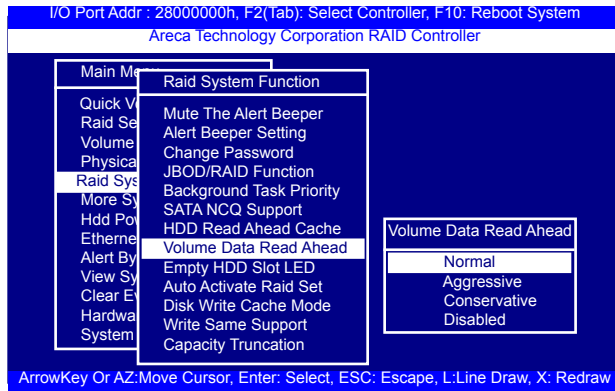 I/O Port Addr : 28000000h, F2(Tab): Select Controller, F10: Reboot System
Areca Technology Corporation RAID Controller
Main
Quick
Raid
Volume
Physica
Raid Sys
More Sy
Hdd Po
Etherne
Alert By
View Sy
Clear
Hardwa
System
Raid System Function
Mute The Alert Beeper
Alert Beeper Setting
Change Password
JBOD/RAID Function
Background Task Priority
SATA NCQ Support
HDD Read Ahead Cache
Volume Data Read Ahead
Empty HDD Slot LED
Auto Activate Raid Set
Disk Write Cache Mode
Write Same Support
Capacity Truncation
Volume Data Read Ahead
Normal
Aggressive
Conservative
Disabled
ArrowKey Or AZ:Move Cursor, Enter: Select, ESC: Escape, L:Line Draw, X: Redraw